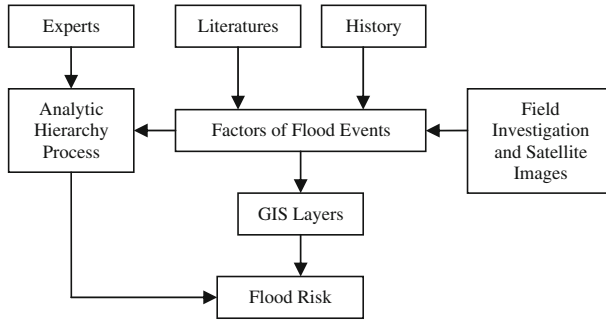 Experts
Literatures
History
Analytic
Hierarchy
Process
Factors of Flood Events
Field
Investigation
and Satellite
Images
GIS Layers
Flood Risk